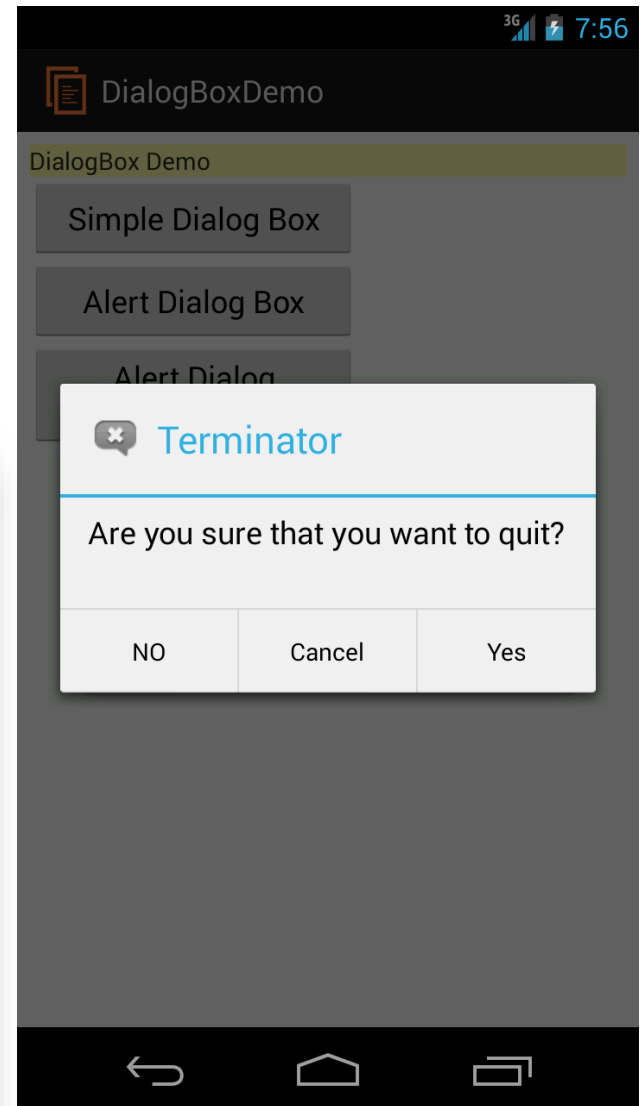 3G 7:56
DialogBoxDemo
DialogBox Demo
Simple Dialog Box
Alert Dialog Box
Alert Dialog
Terminator
Are you sure that you want to quit?
NO Cancel Yes